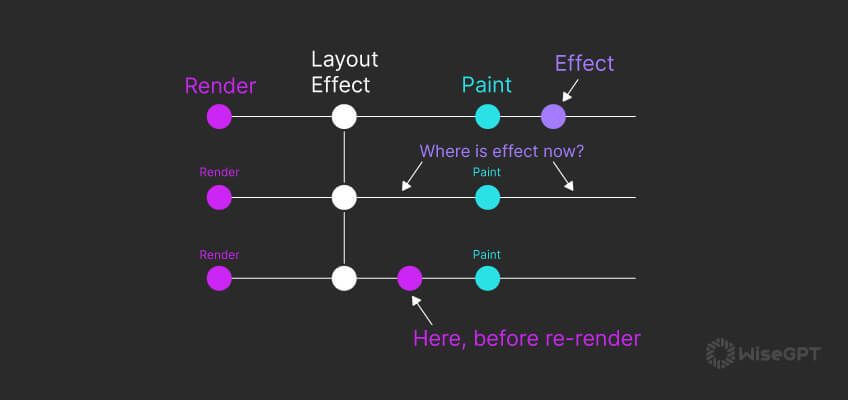 Render
Layout
Effect
Paint
Effect
Where is effect now?
Render
Paint
Render
Paint
Here, before re-render
WiseGPT